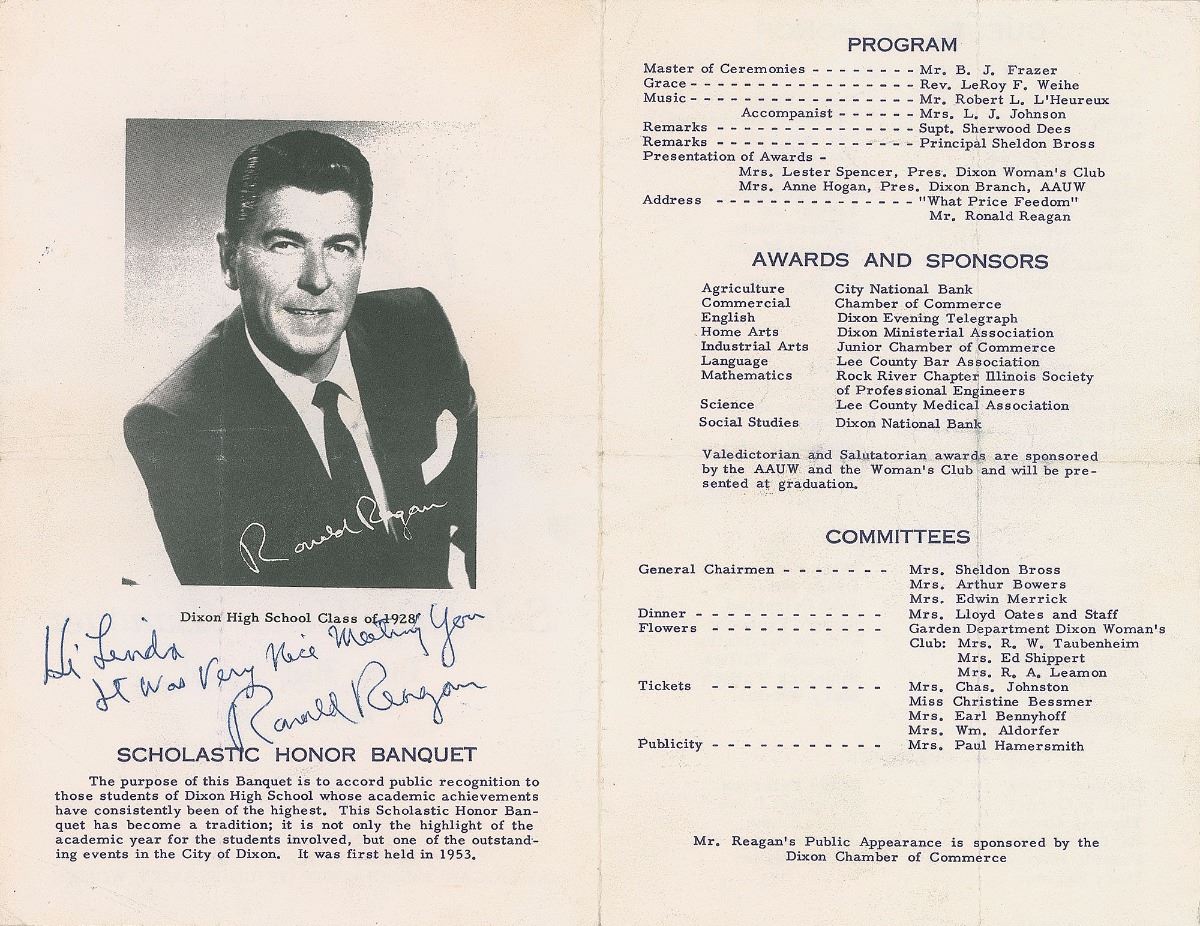 Ronald Reagan
Dixon High School Class of 1928
Hi Linda
It Was Very Nice Meeting You
Ronald Reagan
SCHOLASTIC HONOR BANQUET
The purpose of this Banquet is to accord public recognition to
those students of Dixon High School whose academic achievements
have consistently been of the highest. This Scholastic Honor Ban-
quet has become a tradition; it is not only the highlight of the
academic year for the students involved, but one of the outstand-
ing events in the City of Dixon. It was first held in 1953.
PROGRAM
Master of Ceremonies - - - - - - - - Mr. B. J. Frazer
Grace - - - - - - - - - - - - - - - - - Rev. LeRoy F. Weihe
Music - - - - - - - - - - - - - - - - - Mr. Robert L. L'Heureux
Accompanist - - - - - - Mrs. L. J. Johnson
Remarks - - - - - - - - - - - - - - - Supt. Sherwood Dees
Remarks - - - - - - - - - - - - - - - Principal Sheldon Bross
Presentation of Awards -
Mrs. Lester Spencer, Pres. Dixon Woman's Club
Mrs. Anne Hogan, Pres. Dixon Branch, AAUW
Address - - - - - - - - - - - - - - - "What Price Feedom"
Mr. Ronald Reagan
AWARDS AND SPONSORS
Agriculture City National Bank
Commercial Chamber of Commerce
English Dixon Evening Telegraph
Home Arts Dixon Ministerial Association
Industrial Arts Junior Chamber of Commerce
Language Lee County Bar Association
Mathematics Rock River Chapter Illinois Society
of Professional Engineers
Science Lee County Medical Association
Social Studies Dixon National Bank
Valedictorian and Salutatorian awards are sponsored
by the AAUW and the Woman's Club and will be pre-
sented at graduation.
COMMITTEES
General Chairmen - - - - - - - Mrs. Sheldon Bross
Mrs. Arthur Bowers
Mrs. Edwin Merrick
Dinner - - - - - - - - - - - - Mrs. Lloyd Oates and Staff
Flowers - - - - - - - - - - - Garden Department Dixon Woman's
Club: Mrs. R. W. Taubenheim
Mrs. Ed Shippert
Mrs. R. A. Leamon
Tickets - - - - - - - - - - - Mrs. Chas. Johnston
Miss Christine Bessmer
Mrs. Earl Bennyhoff
Mrs. Wm. Aldorfer
Publicity - - - - - - - - - - - Mrs. Paul Hamersmith
Mr. Reagan's Public Appearance is sponsored by the
Dixon Chamber of Commerce